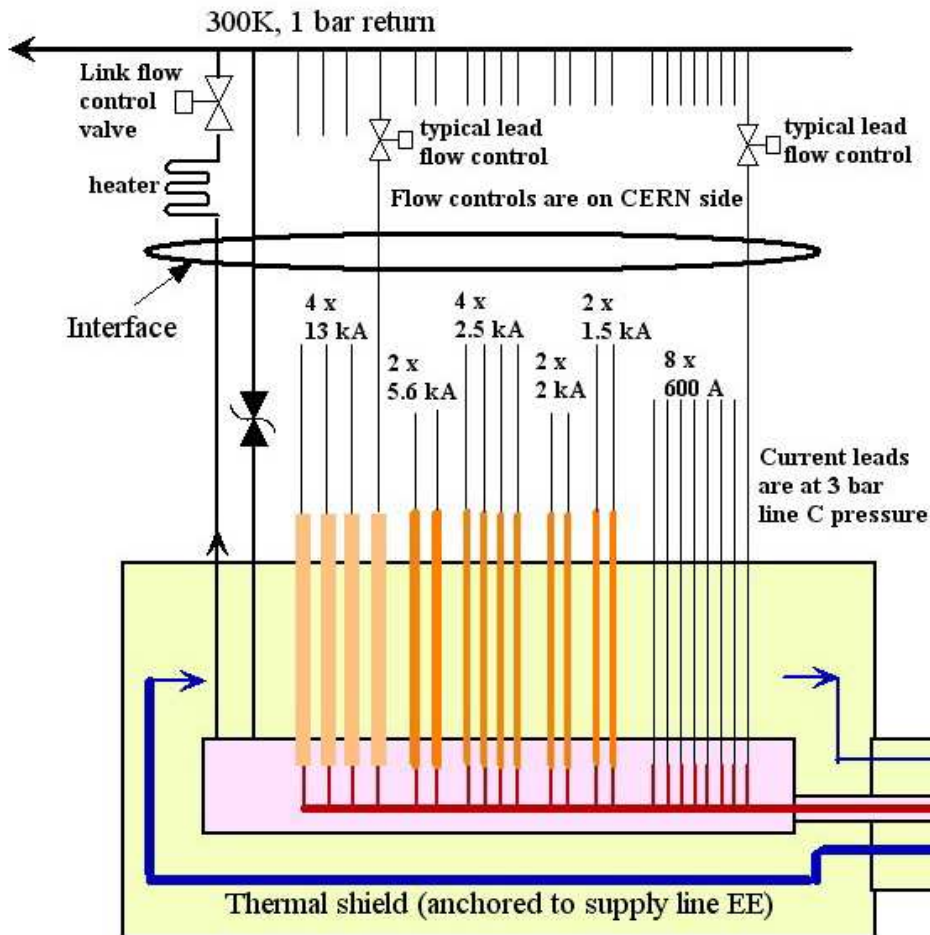 300K, 1 bar return
Link flow
control
valve
typical lead
flow control
typical lead
flow control
heater
Flow controls are on CERN side
Interface
4 x
13 kA
4 x
2.5 kA
2 x
1.5 kA
2 x
5.6 kA
2 x
2 kA
8 x
600 A
Current leads
are at 3 bar
line C pressure
Thermal shield (anchored to supply line EE)